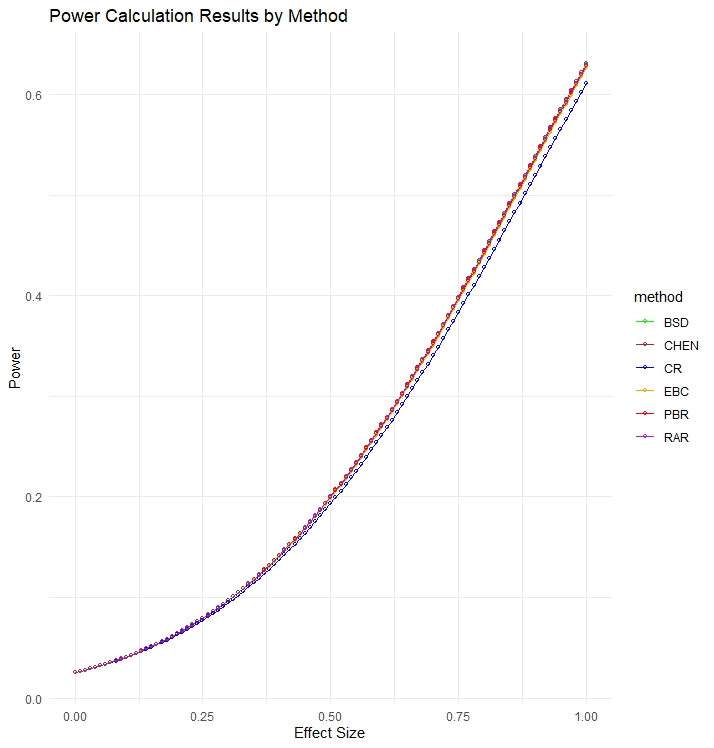 Power Calculation Results by Method
0.6
0.4
0.2
0.0
Power
0.00 0.25 0.50 0.75 1.00
Effect Size
method
BSD
CHEN
CR
EBC
PBR
RAR